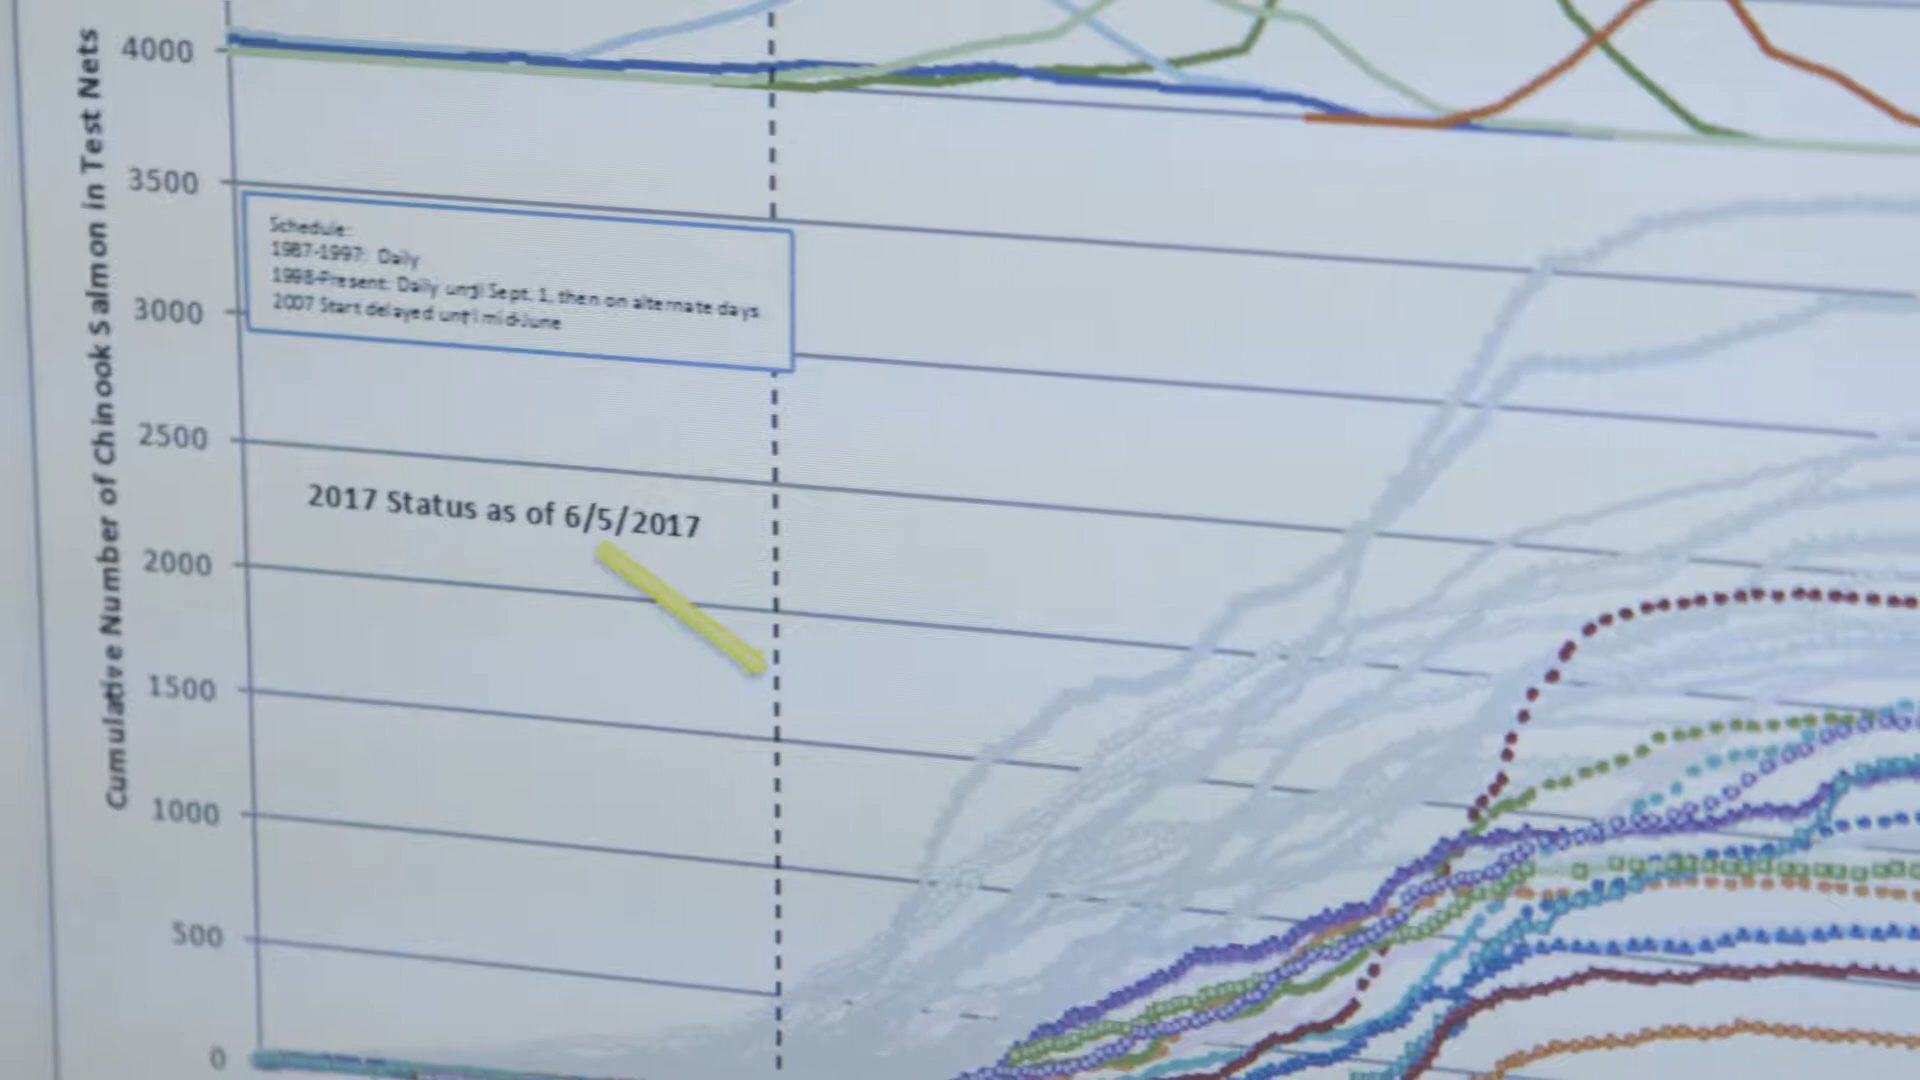 Cumulative Number of Chinook Salmon in Test Nets
4000
3500
3000
2500
2000
1500
1000
500
0
Schedule:
1987-1997: Daily
1998-Present: Daily until Sept. 1, then on alternate days
2007 Start delayed until mid-June
2017 Status as of 6/5/2017